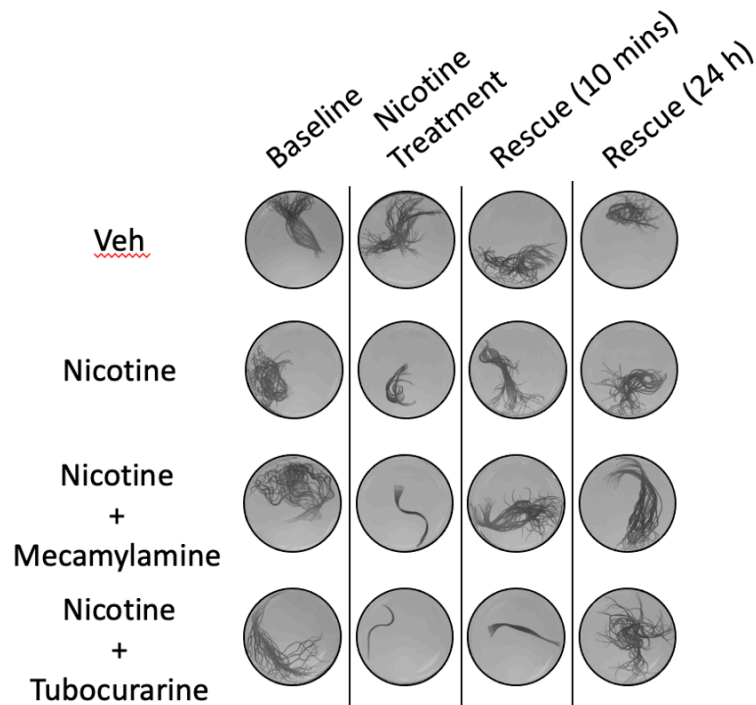 Baseline
Nicotine
Treatment
Rescue (10 mins)
Rescue (24 h)
Veh
Nicotine
Nicotine
+
Mecamylamine
Nicotine
+
Tubocurarine